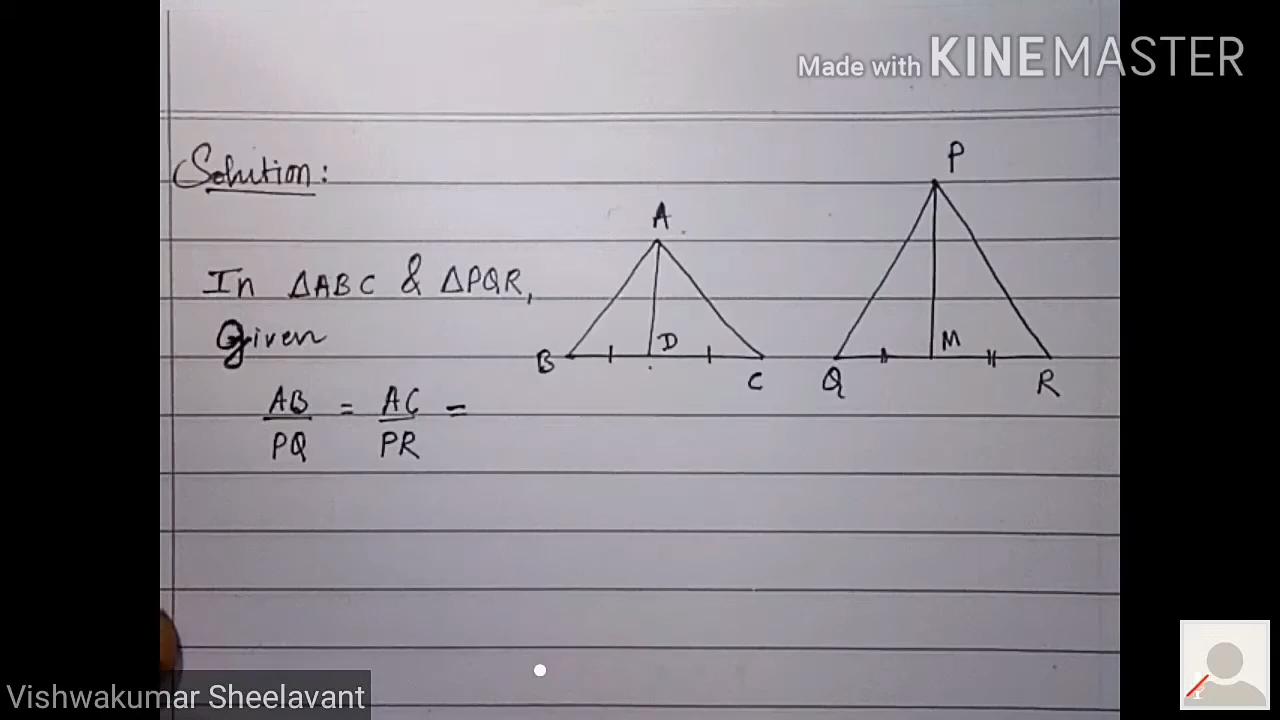 Made with KINEMASTER
Solution:
In ΔABC & ΔPQR,
Given
AB/PQ = AC/PR =
A
B
D
C
P
Q
M
R
Vishwakumar Sheelavant